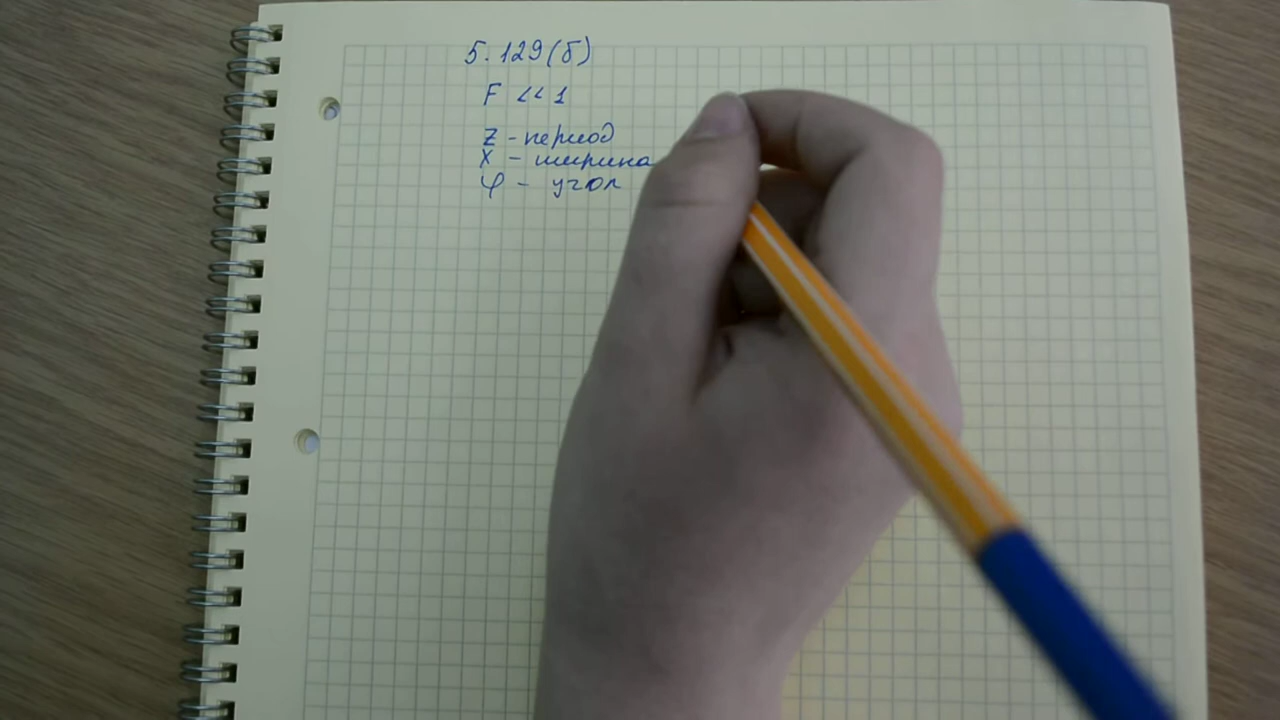 5.129(б)
F << 1
Z - период
X - ширина
φ - угол